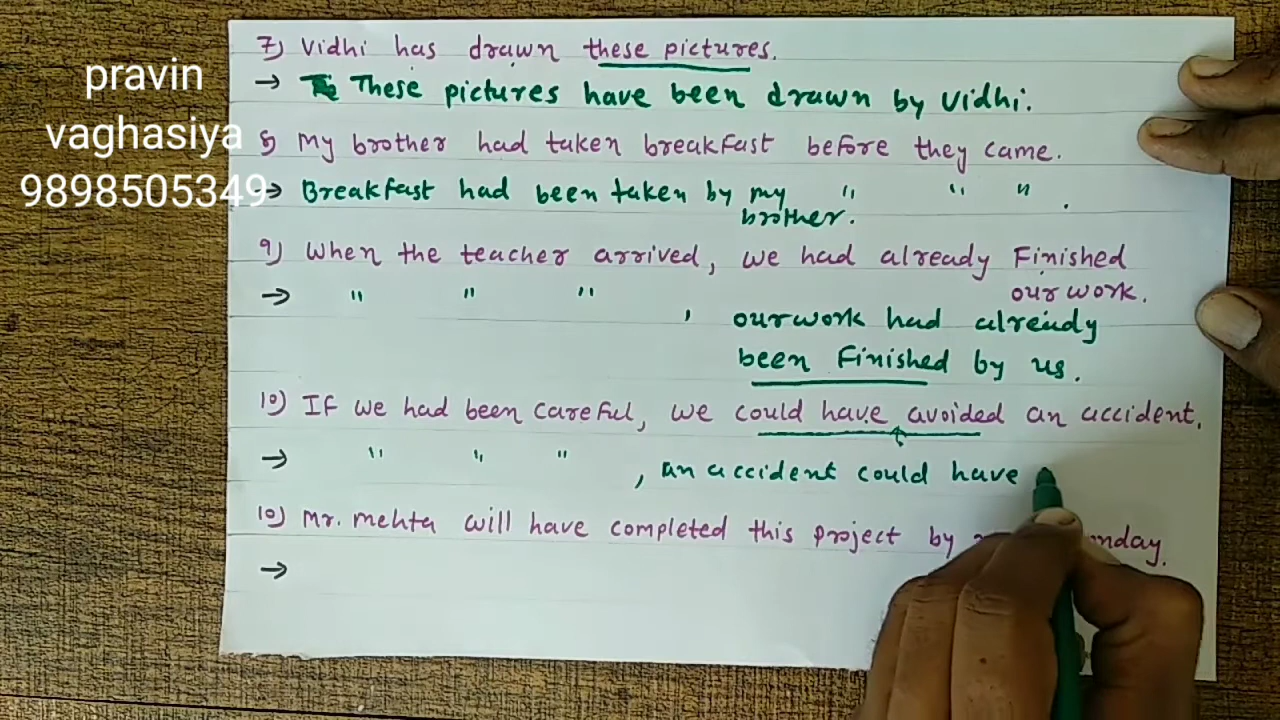 pravin
vaghasiya
9898505349
7) Vidhi has drawn these pictures.
→ These pictures have been drawn by Vidhi.
8) My brother had taken breakfast before they came.
→ Breakfast had been taken by my " " " .
brother.
9) When the teacher arrived, we had already Finished
our work.
→ " " " , our work had already
been Finished by us.
10) IF we had been careful, we could have avoided an accident.
→ " " " , an accident could have
10) Mr. mehta will have completed this project by
→